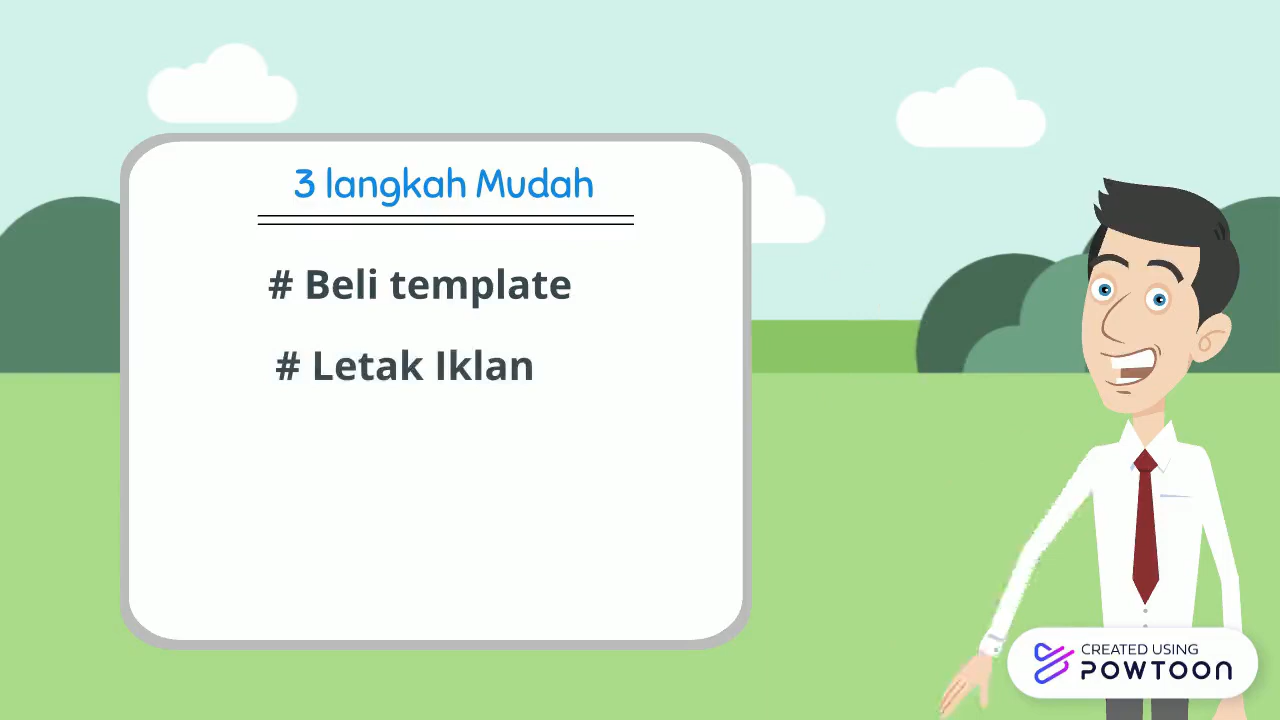 3 langkah Mudah
# Beli template
# Letak Iklan
CREATED USING
POWTOON